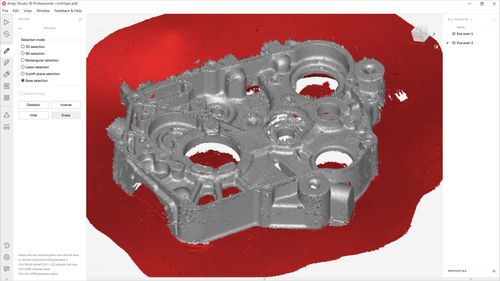 Artec Studio 19 Professional - Untitled.a3d
File Edit View Window Feedback & Help
EDITOR
ERASER
Selection mode
2D selection
3D selection
Rectangular selection
Lasso selection
Cutoff-plane selection
Base selection
Select through
Deselect
Inverse
Hide
Erase
ALL OBJECTS
Name
Eva scan 1
Eva scan 2
PROPERTIES